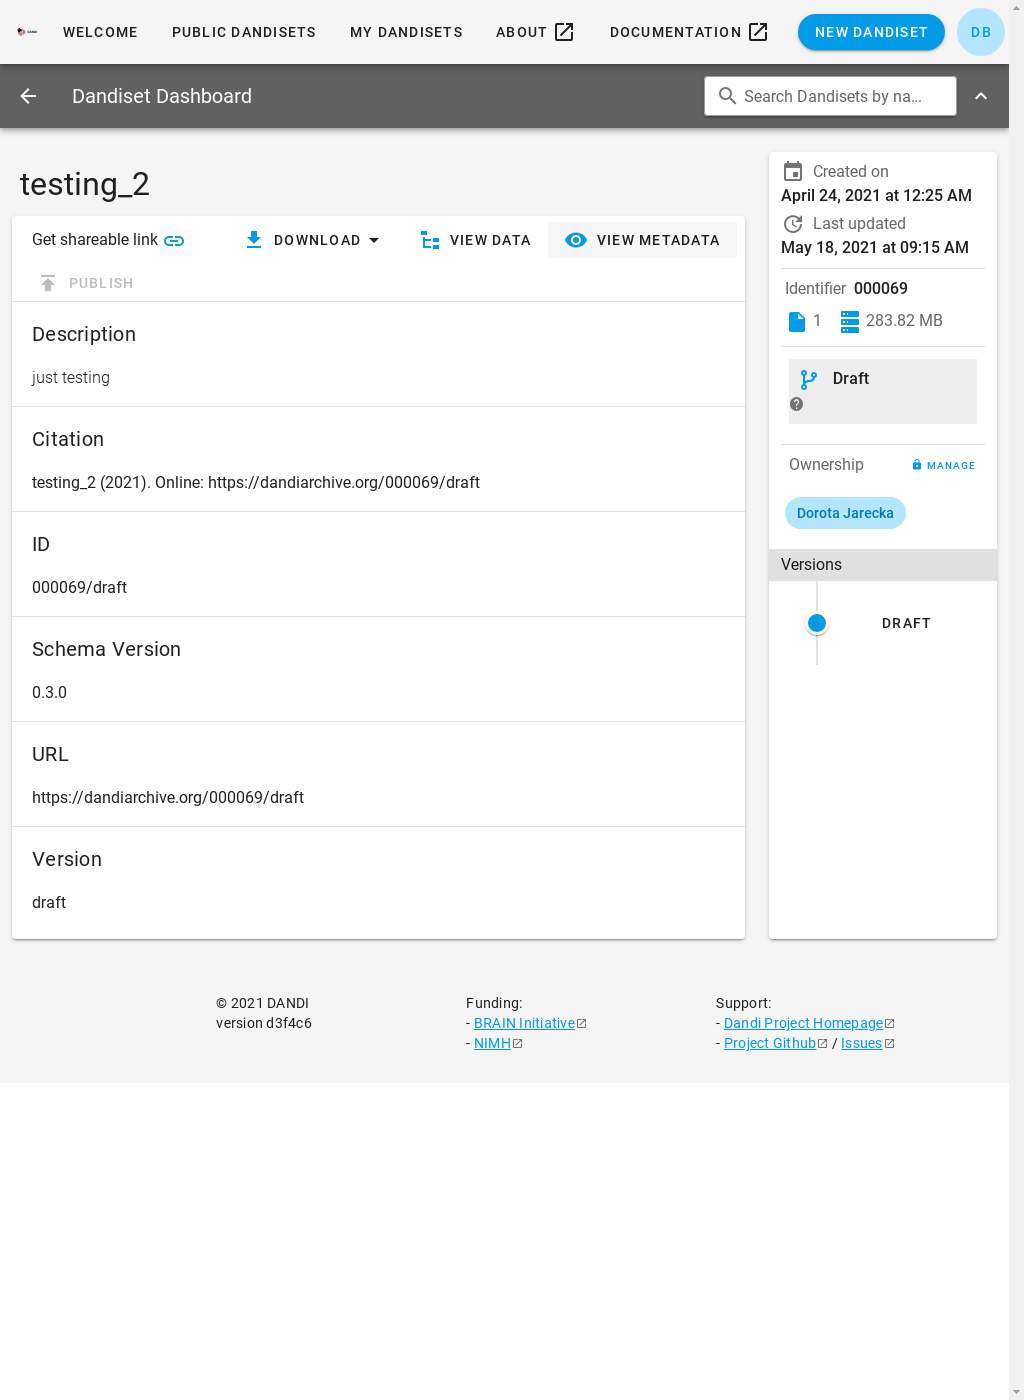 WELCOME PUBLIC DANDISETS MY DANDISETS ABOUT DOCUMENTATION NEW DANDISET DB
Dandiset Dashboard Search Dandisets by na...
testing_2
Get shareable link DOWNLOAD VIEW DATA VIEW METADATA
PUBLISH
Description
just testing
Citation
testing_2 (2021). Online: https://dandiarchive.org/000069/draft
ID
000069/draft
Schema Version
0.3.0
URL
https://dandiarchive.org/000069/draft
Version
draft
Created on
April 24, 2021 at 12:25 AM
Last updated
May 18, 2021 at 09:15 AM
Identifier 000069
1 283.82 MB
Draft
Ownership MANAGE
Dorota Jarecka
Versions
DRAFT
© 2021 DANDI
version d3f4c6
Funding:
- BRAIN Initiative
- NIMH
Support:
- Dandi Project Homepage
- Project Github / Issues